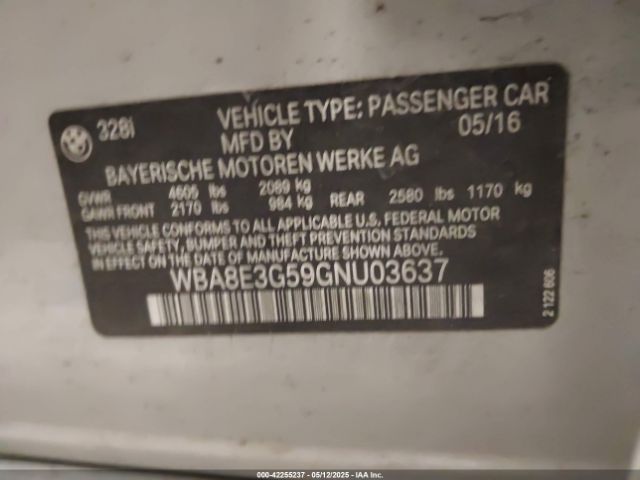 328i
VEHICLE TYPE: PASSENGER CAR
MFD BY 05/16
BAYERISCHE MOTOREN WERKE AG
GVWR 4605 lbs 2089 kg
GAWR FRONT 2170 lbs 984 kg REAR 2580 lbs 1170 kg
THIS VEHICLE CONFORMS TO ALL APPLICABLE U.S. FEDERAL MOTOR
VEHICLE SAFETY, BUMPER AND THEFT PREVENTION STANDARDS
IN EFFECT ON THE DATE OF MANUFACTURE SHOWN ABOVE.
WBA8E3G59GNU03637
2 122 606
000-42255237 - 05/12/2025 - IAAI Inc. Copyright.